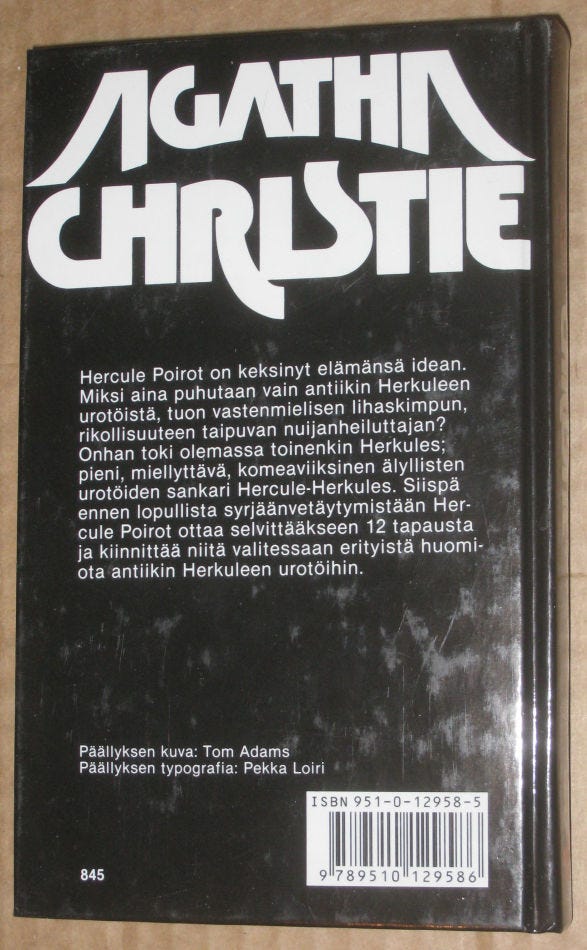 AGATHA
CHRISTIE
Hercule Poirot on keksinyt elämänsä idean.
Miksi aina puhutaan vain antiikin Herkuleen
urotöistä, tuon vastenmielisen lihaskimpun,
rikollisuuteen taipuvan nuijanheiluttajan?
Onhan toki olemassa toinenkin Herkules;
pieni, miellyttävä, komeaviiksinen älyllisten
urotöiden sankari Hercule-Herkules. Siispä
ennen lopullista syrjäänvetäytymistään Her-
cule Poirot ottaa selvittääkseen 12 tapausta
ja kiinnittää niitä valitessaan erityistä huomi-
ota antiikin Herkuleen urotöihin.
Päällyksen kuva: Tom Adams
Päällyksen typografia: Pekka Loiri
ISBN 951-0-12958-5
9 789510 129586
845